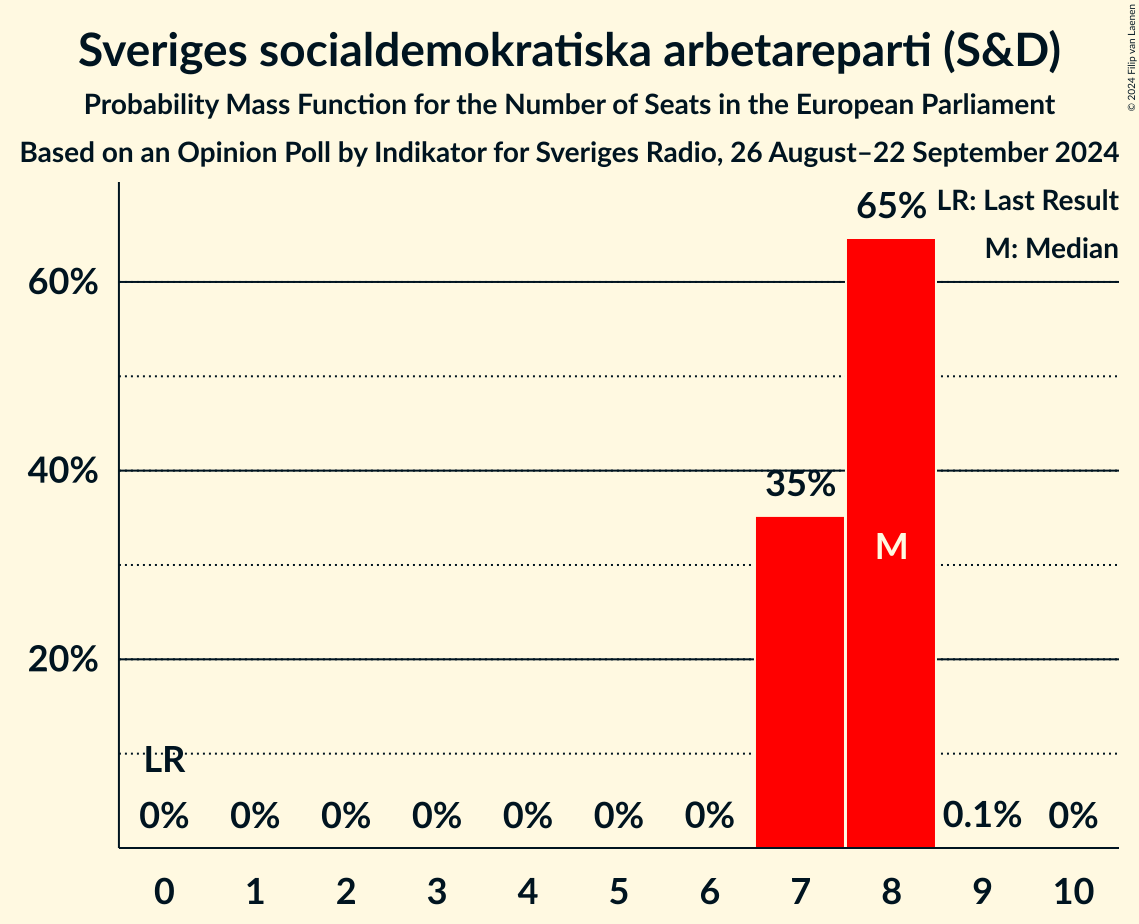 Sveriges socialdemokratiska arbetareparti (S&D)
Probability Mass Function for the Number of Seats in the European Parliament
Based on an Opinion Poll by Indikator for Sveriges Radio, 26 August–22 September 2024
© 2024 Filip van Laenen
65%
LR: Last Result
M: Median
60%
40%
35%
M
20%
LR
0% 0% 0% 0% 0% 0% 0% 0.1% 0%
0 1 2 3 4 5 6 7 8 9 10